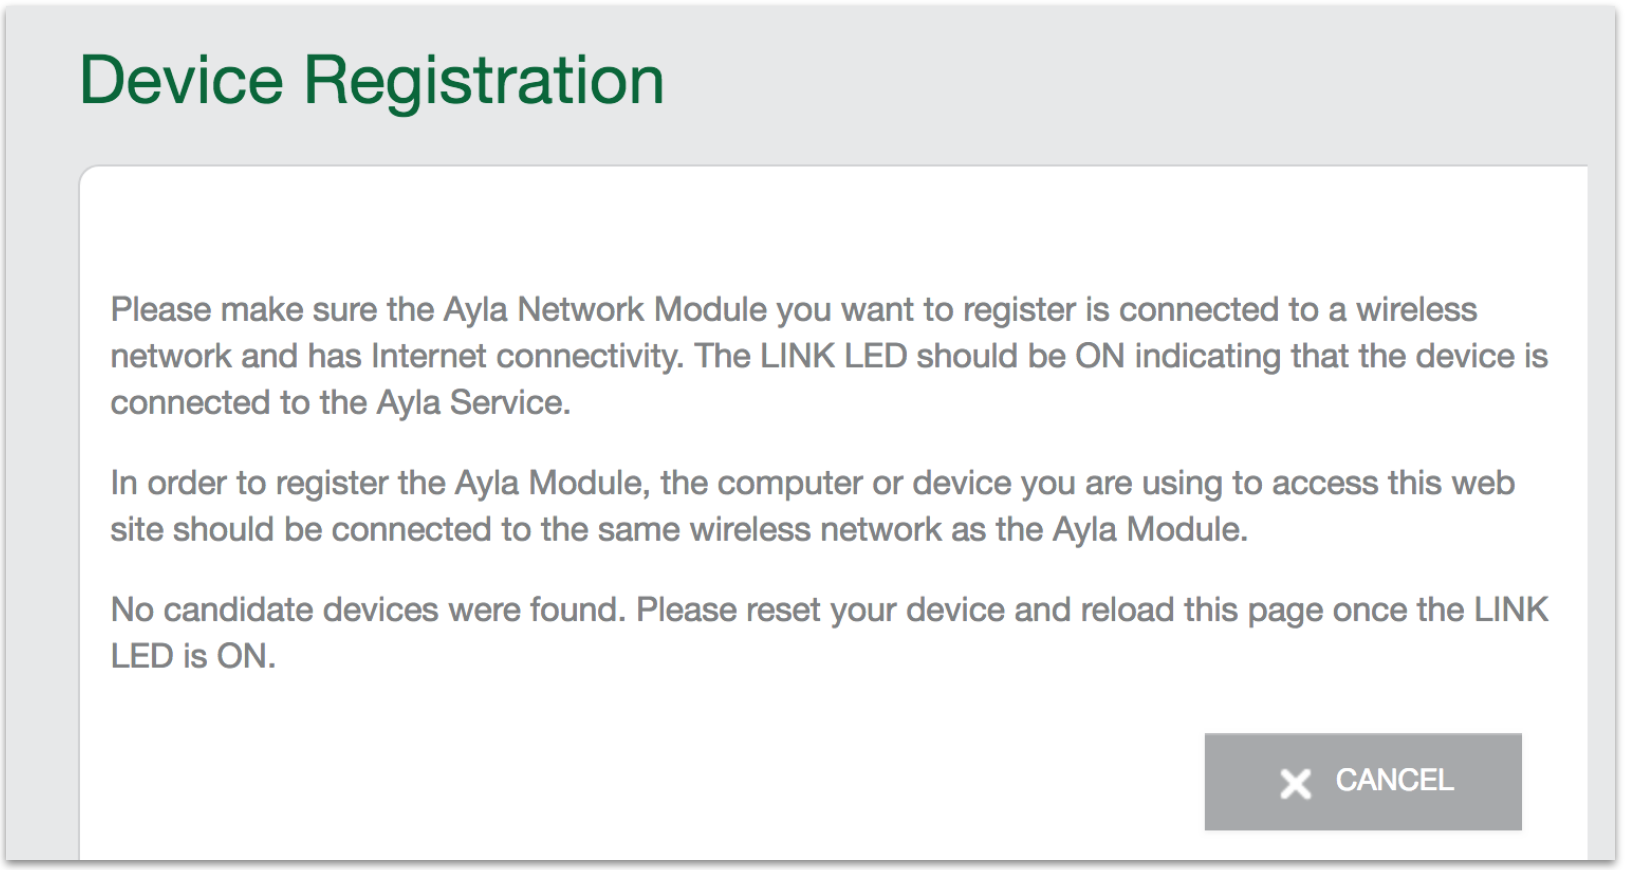 Device Registration
Please make sure the Ayla Network Module you want to register is connected to a wireless
network and has Internet connectivity. The LINK LED should be ON indicating that the device is
connected to the Ayla Service.
In order to register the Ayla Module, the computer or device you are using to access this web
site should be connected to the same wireless network as the Ayla Module.
No candidate devices were found. Please reset your device and reload this page once the LINK
LED is ON.
CANCEL